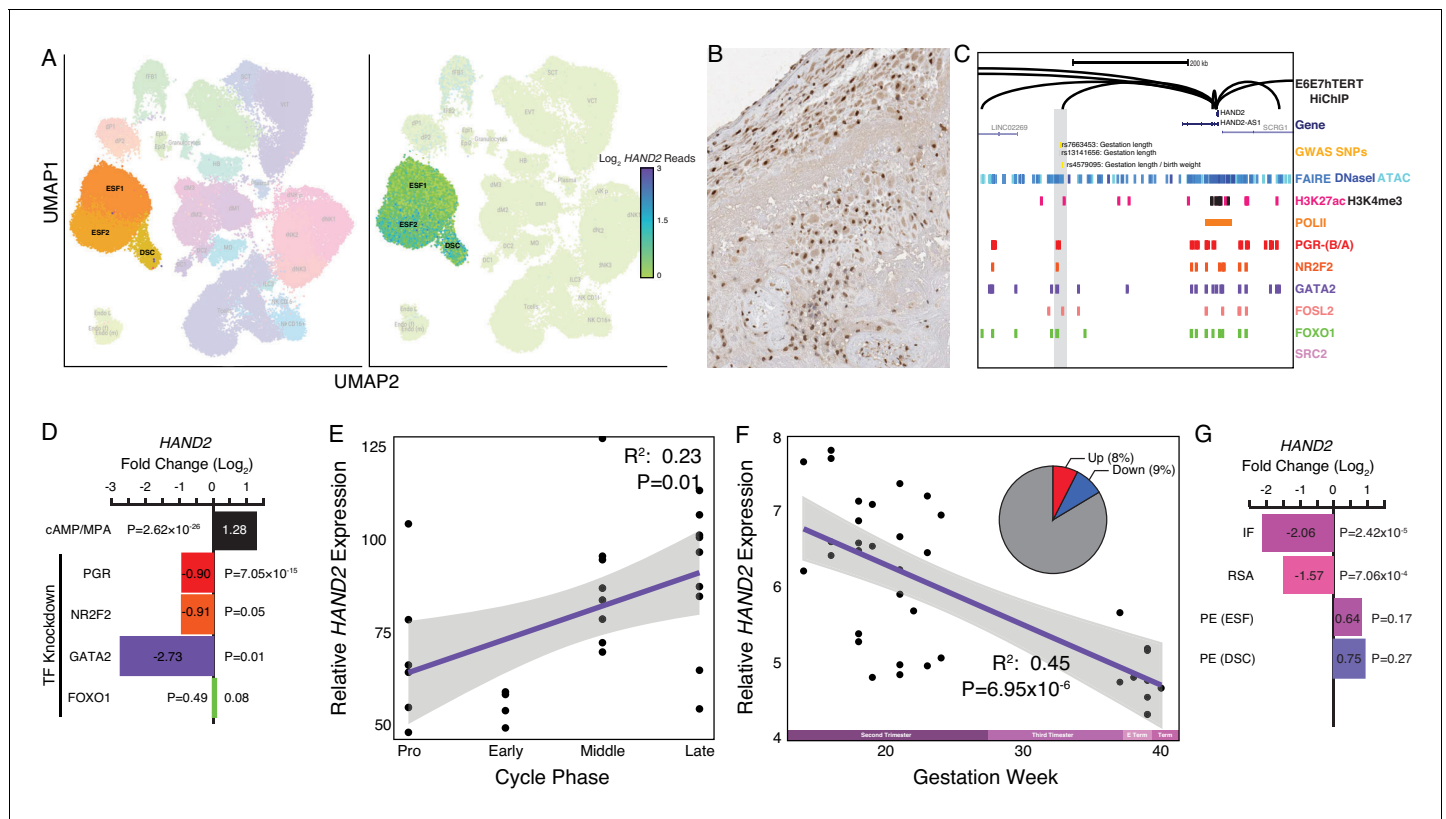 A
UMAP1
UMAP2
ESF1
ESF2
DSC
Log2 HAND2 Reads
3
1.5
0
ESF1
ESF2
DSC
B
C
200 kb
E6E7hTERT
HiChIP
HAND2
HAND2-AS1
LINC02269
SCRG1
Gene
rs7663453: Gestation length
rs13141656: Gestation length
rs4579095: Gestation length / birth weight
GWAS SNPs
FAIRE DNaseI ATAC
H3K27ac H3K4me3
POLII
PGR-(B/A)
NR2F2
GATA2
FOSL2
FOXO1
SRC2
D
HAND2
Fold Change (Log2)
-3 -1 0 1
cAMP/MPA P=2.62x10-26 1.28
TF Knockdown
PGR -0.90 P=7.05x10-15
NR2F2 -0.91 P=0.05
GATA2 -2.73 P=0.01
FOXO1 P=0.49 0.08
E
Relative HAND2 Expression
125
100
75
50
R2: 0.23
P=0.01
Pro Early Middle Late
Cycle Phase
F
Relative HAND2 Expression
8
7
6
5
4
Up (8%)
Down (9%)
R2: 0.45
P=6.95x10-6
Second Trimester Third Timester E Term Term
20 30 40
Gestation Week
G
HAND2
Fold Change (Log2)
-2 -1 0 1
IF -2.06 P=2.42x10-5
RSA -1.57 P=7.06x10-4
PE (ESF) 0.64 P=0.17
PE (DSC) 0.75 P=0.27